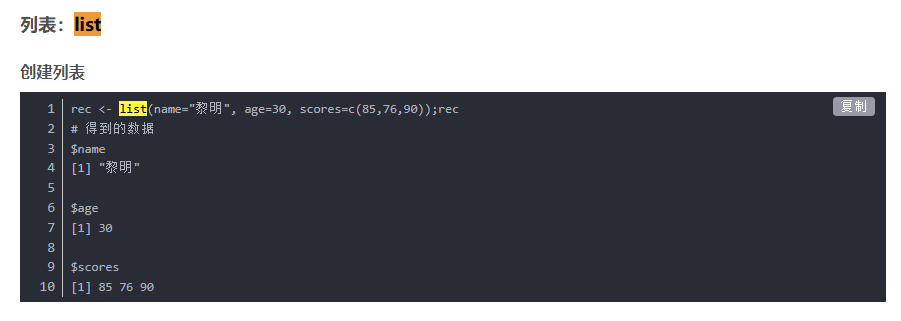 列表：list
创建列表
复制
1 rec <- list(name="黎明", age=30, scores=c(85,76,90));rec
2 # 得到的数据
3 $name
4 [1] "黎明"
5
6 $age
7 [1] 30
8
9 $scores
10 [1] 85 76 90